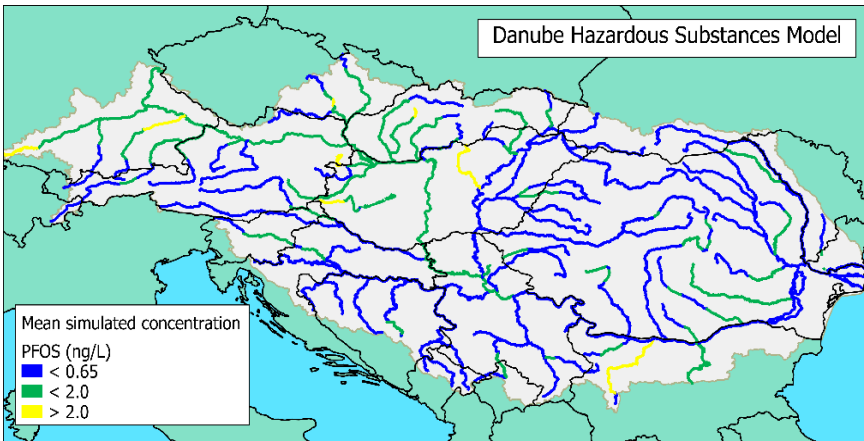 Danube Hazardous Substances Model
Mean simulated concentration
PFOS (ng/L)
< 0.65
< 2.0
> 2.0